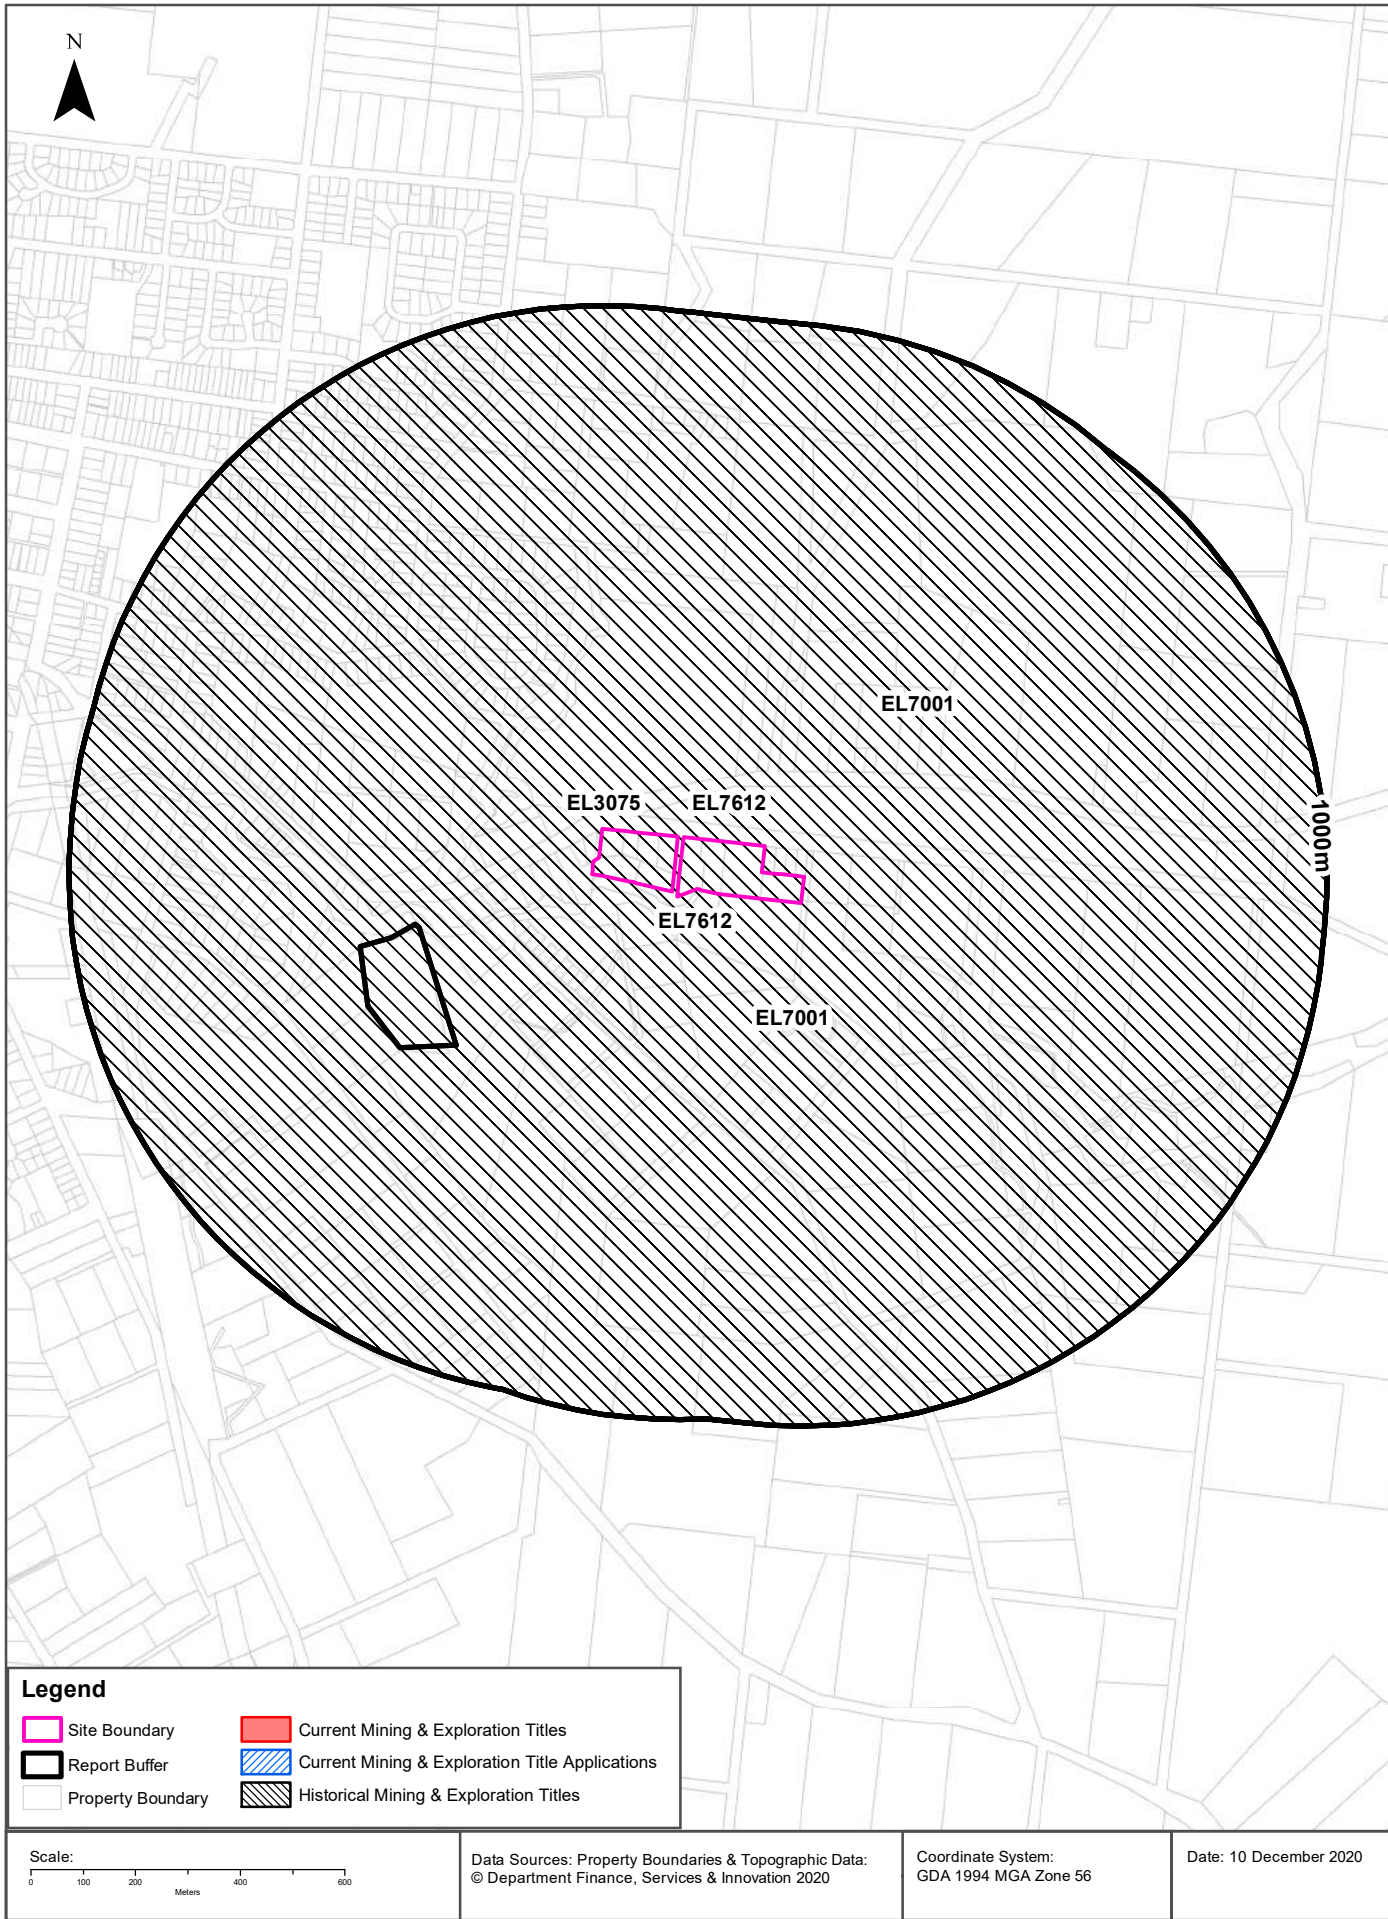 N
EL7001
EL3075
EL7612
1000m
EL7612
EL7001
Legend
Site Boundary
Current Mining & Exploration Titles
Report Buffer
Current Mining & Exploration Title Applications
Property Boundary
Historical Mining & Exploration Titles
Scale:
0 100 200 400 600
Meters
Data Sources: Property Boundaries & Topographic Data:
© Department Finance, Services & Innovation 2020
Coordinate System:
GDA 1994 MGA Zone 56
Date: 10 December 2020